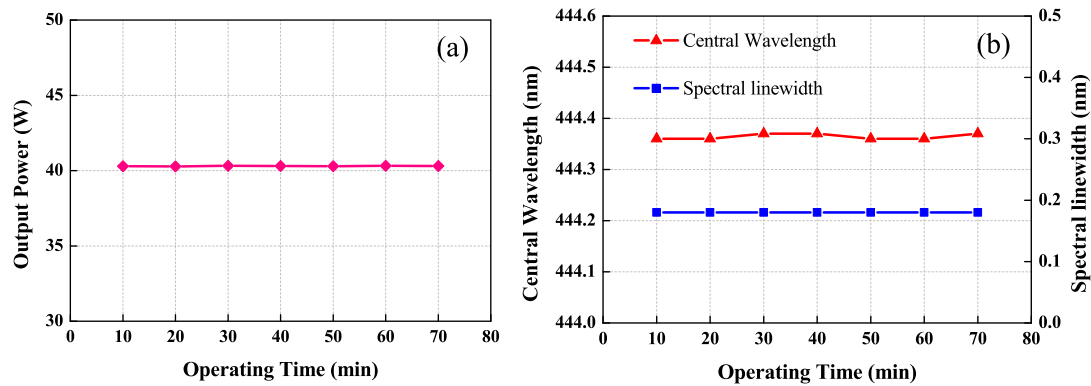 (a)
Output Power (W)
50
45
40
35
30
0 10 20 30 40 50 60 70 80
Operating Time (min)
(b)
Central Wavelength
Spectral linewidth
Central Wavelength (nm)
444.6
444.5
444.4
444.3
444.2
444.1
444.0
0 10 20 30 40 50 60 70 80
Operating Time (min)
0.5
0.4
0.3
0.2
0.1
0.0
Spectral linewidth (nm)